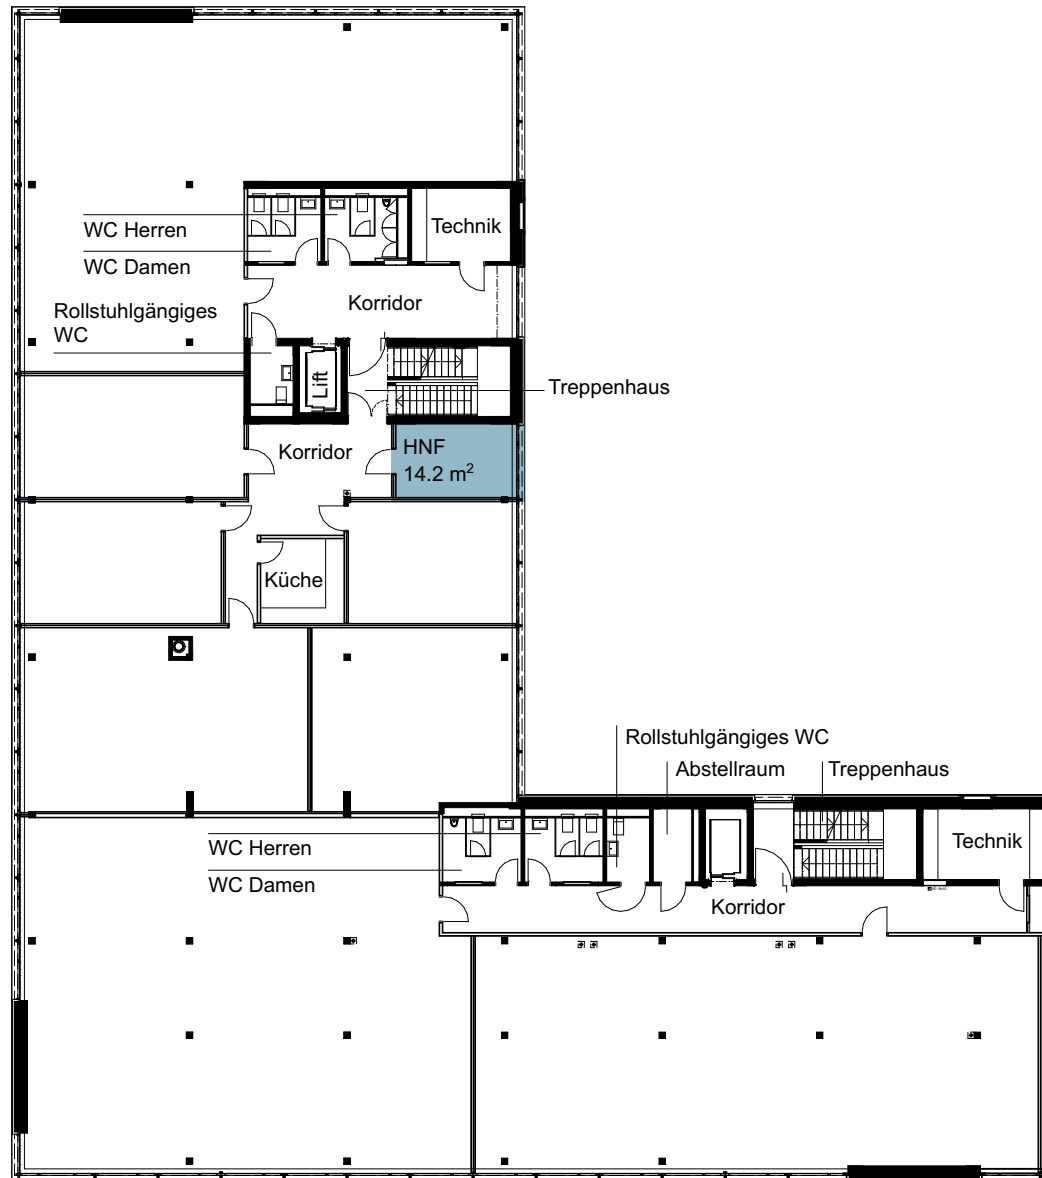 WC Herren
Technik
WC Damen
Korridor
Rollstuhlgängiges
WC
Lift
Treppenhaus
Korridor
HNF
14.2 m²
Küche
Rollstuhlgängiges WC
Abstellraum
Treppenhaus
WC Herren
Technik
WC Damen
Korridor